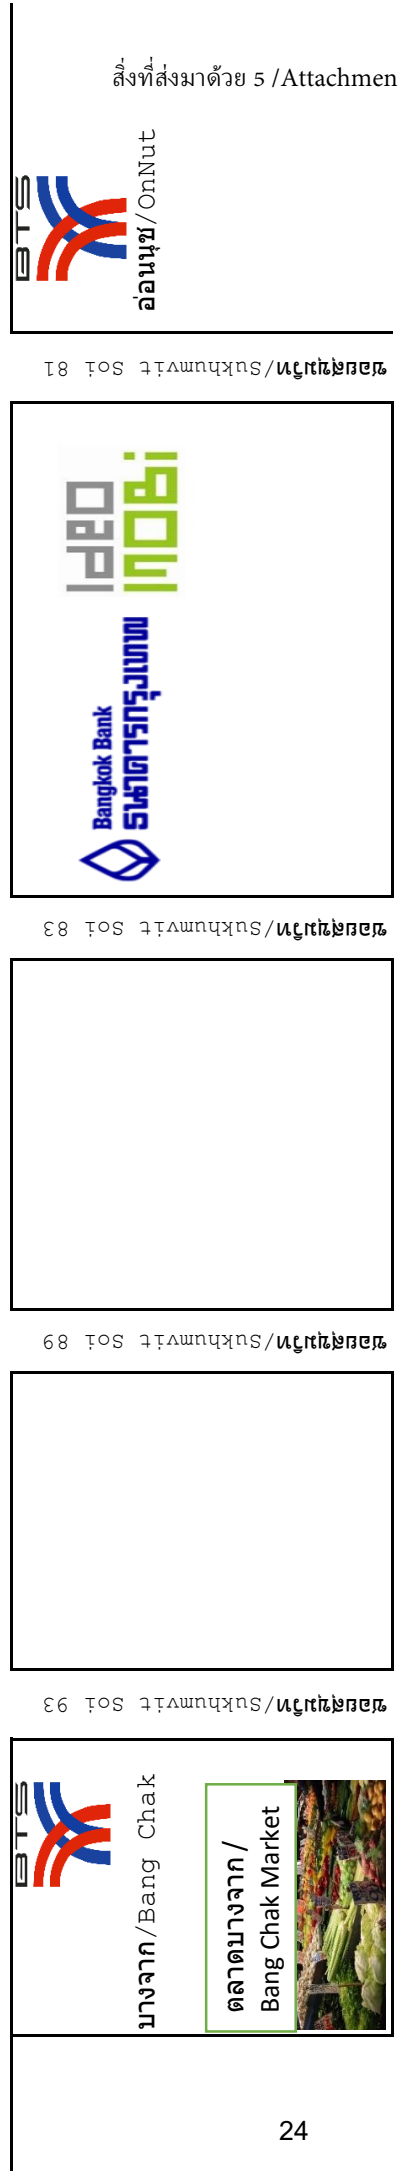 สิ่งที่ส่งมาด้วย 5 /Attachmen
BTS
อ่อนนุช/OnNut
ซอยสุขุมวิท/Sukhumvit Soi 81
Ideo
mobi
Bangkok Bank
ธนาคารกรุงเทพ
ซอยสุขุมวิท/Sukhumvit Soi 83
ซอยสุขุมวิท/Sukhumvit Soi 89
ซอยสุขุมวิท/Sukhumvit Soi 93
BTS
บางจาก/Bang Chak
ตลาดบางจาก/
Bang Chak Market
24